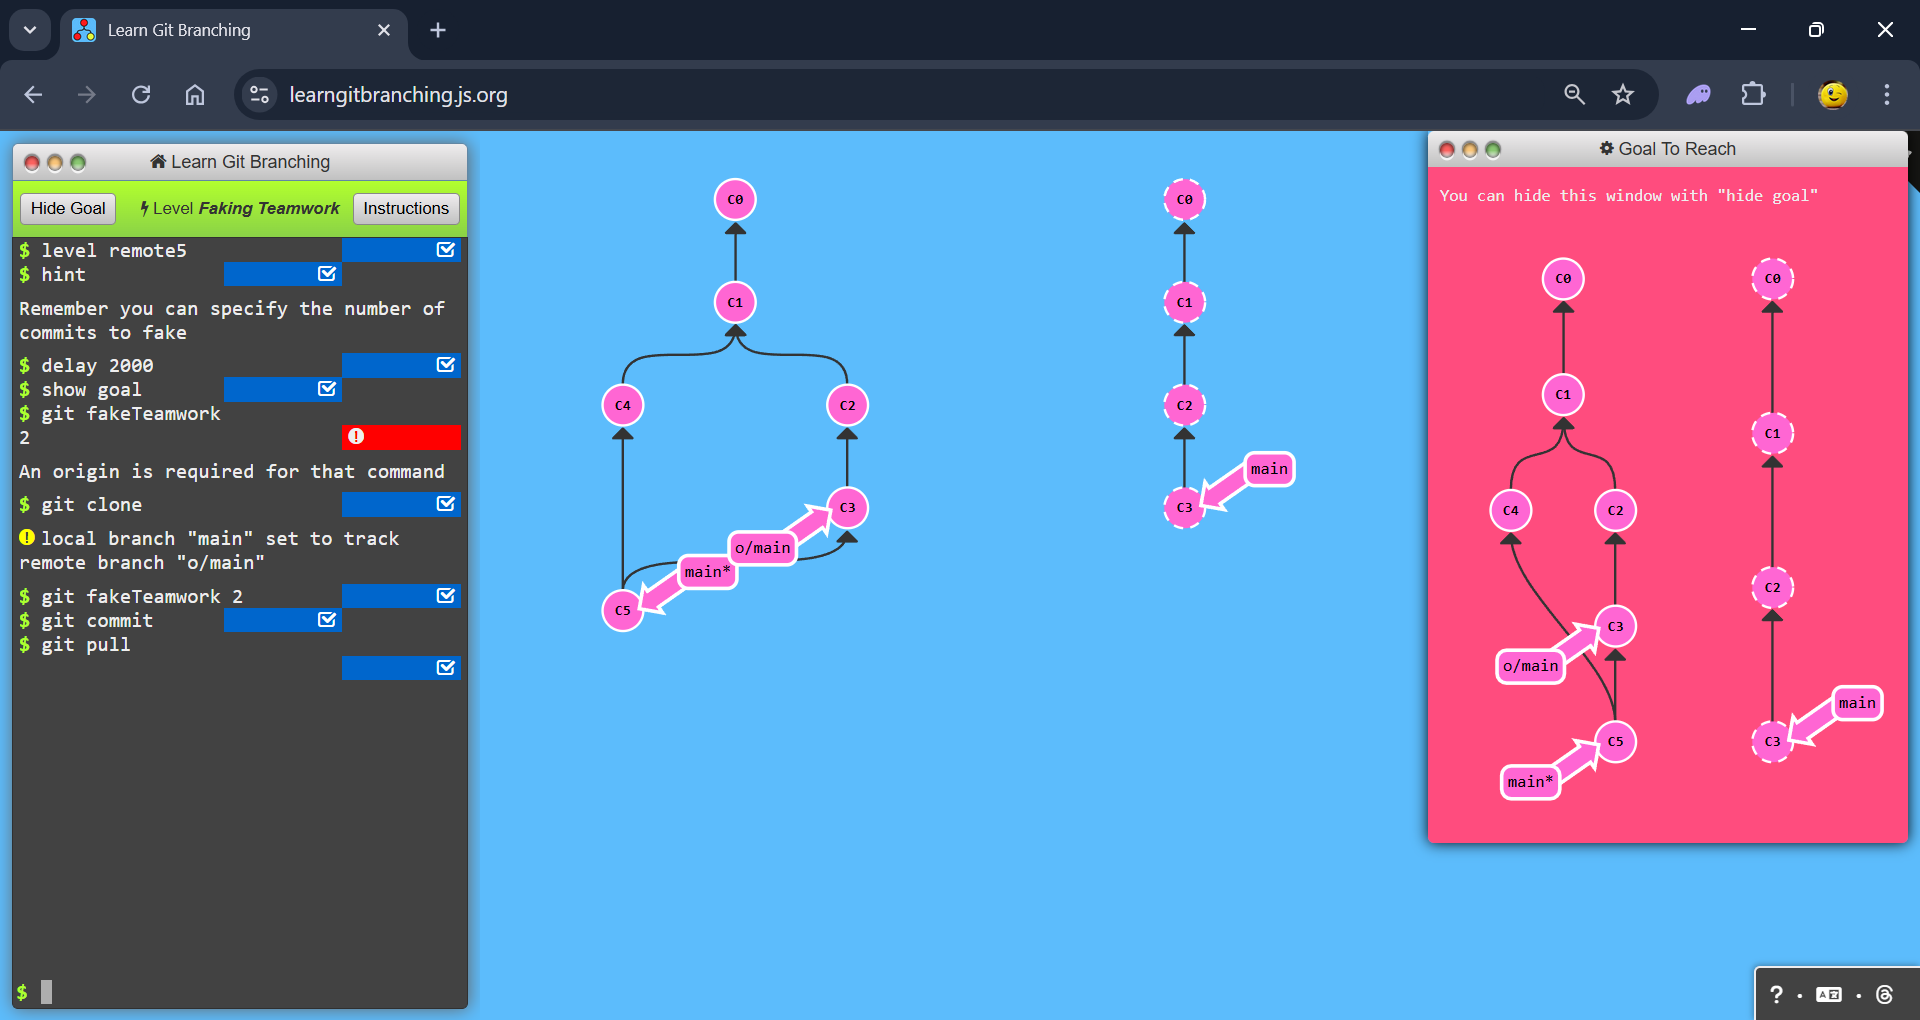 Learn Git Branching
learngitbranching.js.org
Learn Git Branching
Hide Goal
Level Faking Teamwork
Instructions
$ level remote5
$ hint
Remember you can specify the number of
commits to fake
$ delay 2000
$ show goal
$ git fakeTeamwork
2
An origin is required for that command
$ git clone
local branch "main" set to track
remote branch "o/main"
$ git fakeTeamwork 2
$ git commit
$ git pull
$
C0
C1
C4
C2
C3
o/main
main*
C5
C0
C1
C2
main
C3
Goal To Reach
You can hide this window with "hide goal"
C0
C1
C4
C2
C3
o/main
C5
main*
C0
C1
C2
main
C3